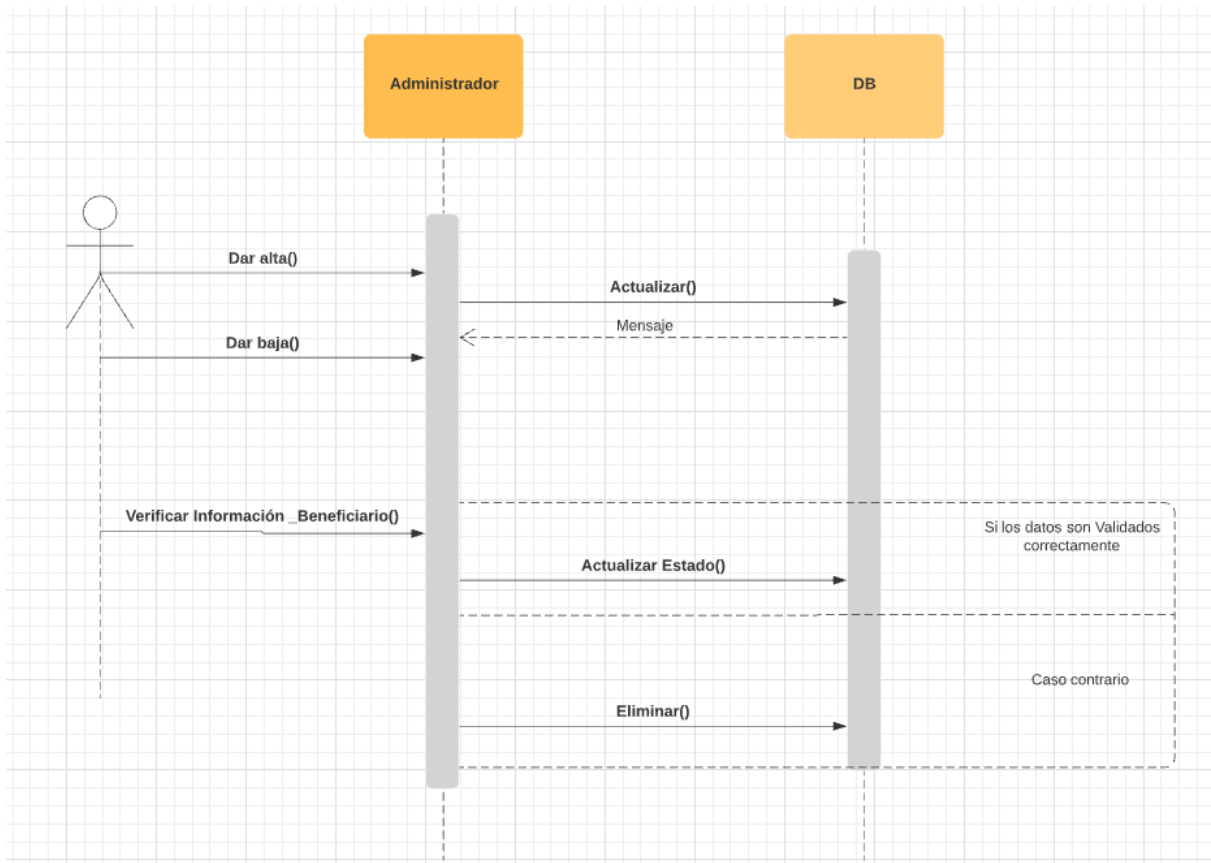 Administrador
DB
Dar alta()
Actualizar()
Mensaje
Dar baja()
Verificar Información _Beneficiario()
Si los datos son Validados
correctamente
Actualizar Estado()
Caso contrario
Eliminar()